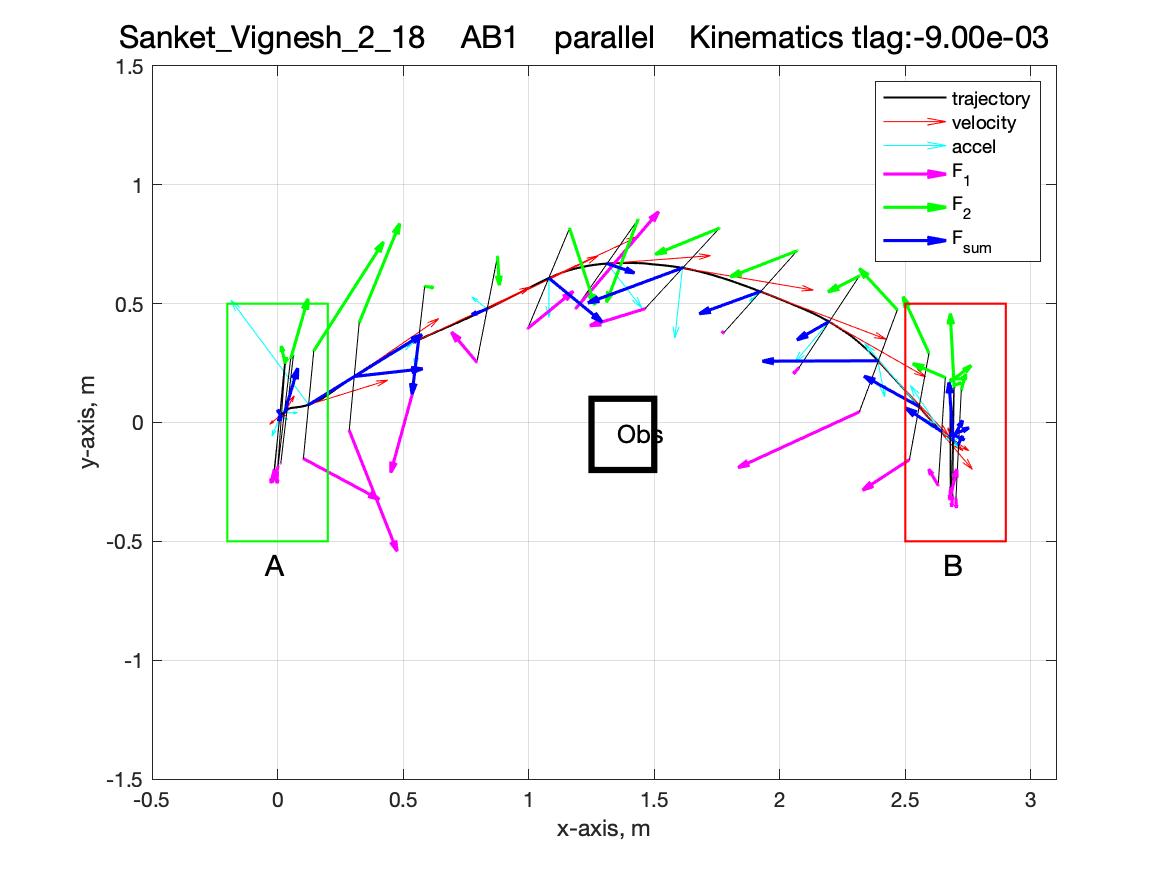 Sanket_Vignesh_2_18 AB1 parallel Kinematics tlag:-9.00e-03
1.5
1
0.5
0
-0.5
-1
-1.5
y-axis, m
trajectory
velocity
accel
F1
F2
Fsum
Obs
A
B
-0.5
0
0.5
1
1.5
2
2.5
3
x-axis, m